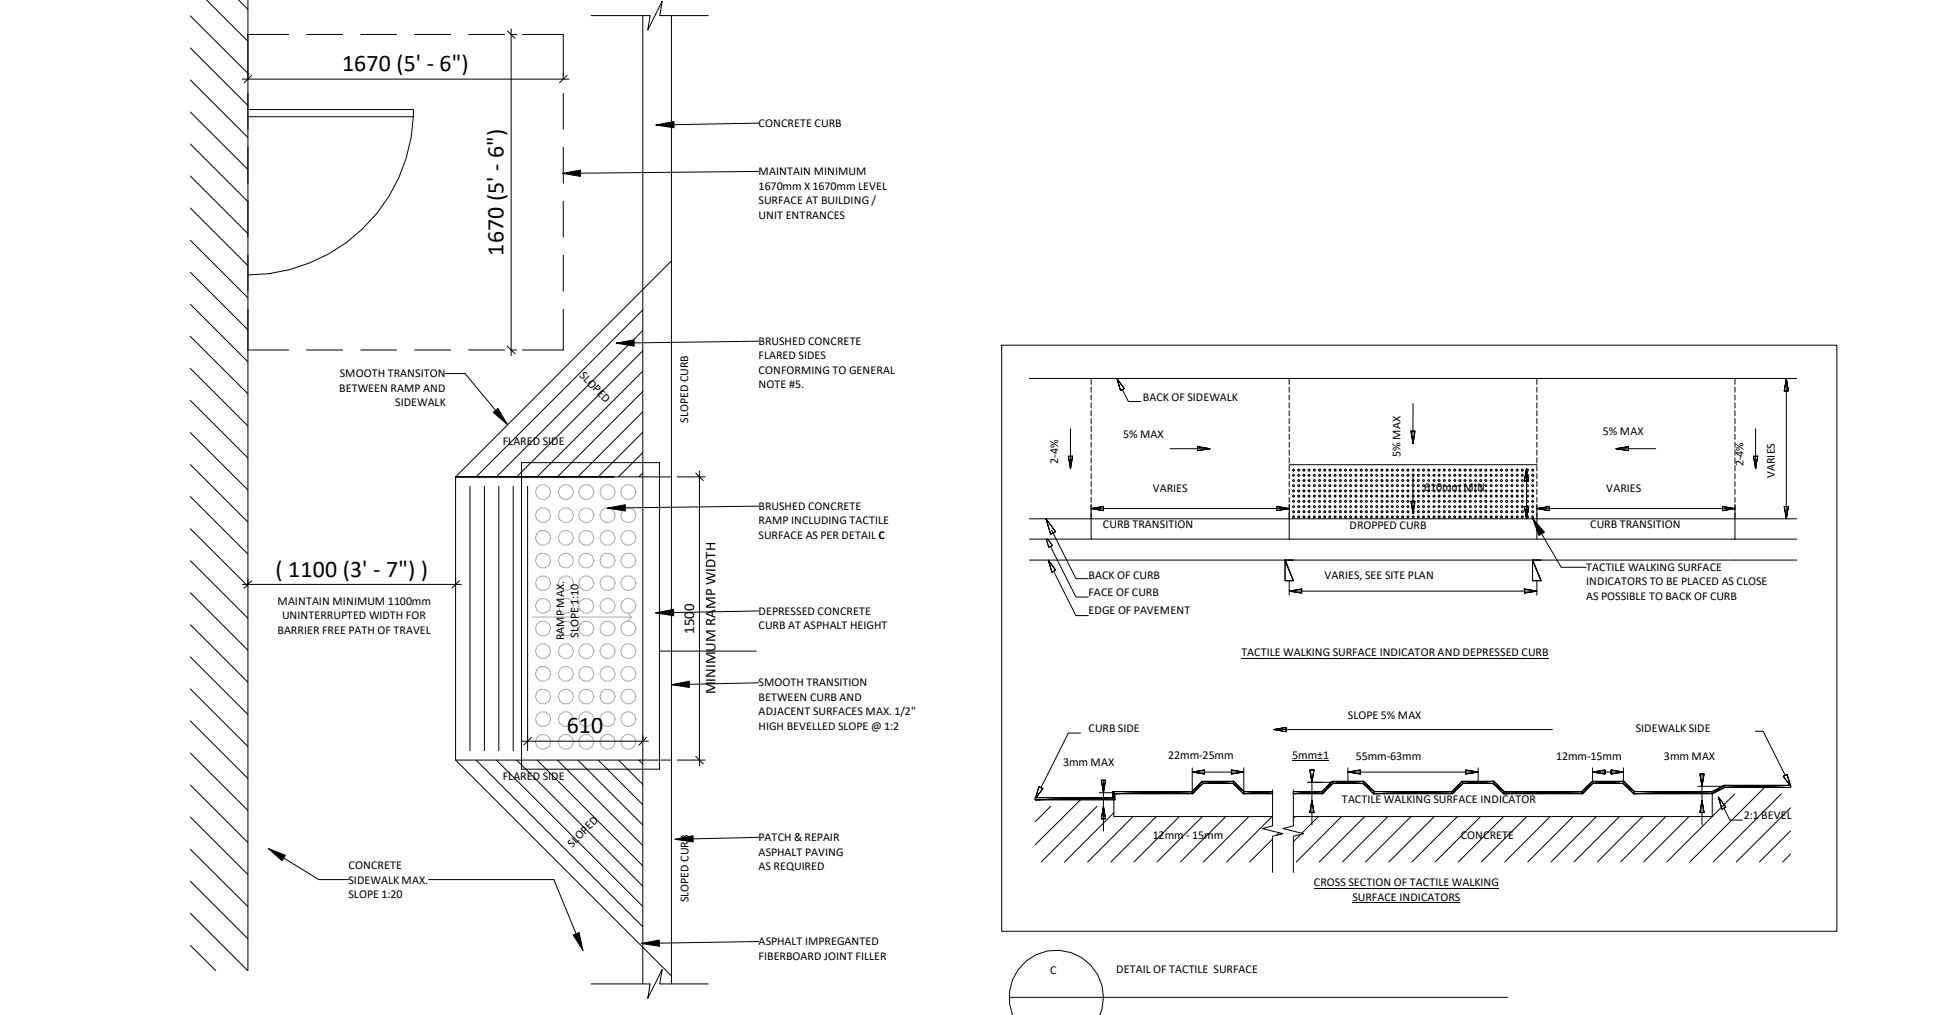 1670 (5' - 6")
1670 (5' - 6")
CONCRETE CURB
MAINTAIN MINIMUM
1670mm X 1670mm LEVEL
SURFACE AT BUILDING /
UNIT ENTRANCES
BRUSHED CONCRETE
FLARED SIDES
CONFORMING TO GENERAL
NOTE #5.
SMOOTH TRANSITON
BETWEEN RAMP AND
SIDEWALK
SLOPED
SLOPED CURB
FLARED SIDE
BRUSHED CONCRETE
RAMP INCLUDING TACTILE
SURFACE AS PER DETAIL C
( 1100 (3' - 7") )
MAINTAIN MINIMUM 1100mm
UNINTERRUPTED WIDTH FOR
BARRIER FREE PATH OF TRAVEL
RAMP MAX.
SLOPE 1:10
1500
MINIMUM RAMP WIDTH
DEPRESSED CONCRETE
CURB AT ASPHALT HEIGHT
SMOOTH TRANSITION
BETWEEN CURB AND
ADJACENT SURFACES MAX. 1/2"
HIGH BEVELLED SLOPE @ 1:2
610
FLARED SIDE
SLOPED
SLOPED CURB
PATCH & REPAIR
ASPHALT PAVING
AS REQUIRED
CONCRETE
SIDEWALK MAX.
SLOPE 1:20
ASPHALT IMPREGANTED
FIBERBOARD JOINT FILLER
BACK OF SIDEWALK
2-4%
5% MAX
5% MAX
5% MAX
2-4%
VARIES
VARIES
610mm MIN.
VARIES
CURB TRANSITION
DROPPED CURB
CURB TRANSITION
BACK OF CURB
FACE OF CURB
EDGE OF PAVEMENT
VARIES, SEE SITE PLAN
TACTILE WALKING SURFACE
INDICATORS TO BE PLACED AS CLOSE
AS POSSIBLE TO BACK OF CURB
TACTILE WALKING SURFACE INDICATOR AND DEPRESSED CURB
SLOPE 5% MAX
CURB SIDE
SIDEWALK SIDE
3mm MAX
22mm-25mm
5mm±1
55mm-63mm
12mm-15mm
3mm MAX
TACTILE WALKING SURFACE INDICATOR
2:1 BEVEL
12mm - 15mm
CONCRETE
CROSS SECTION OF TACTILE WALKING
SURFACE INDICATORS
C
DETAIL OF TACTILE SURFACE